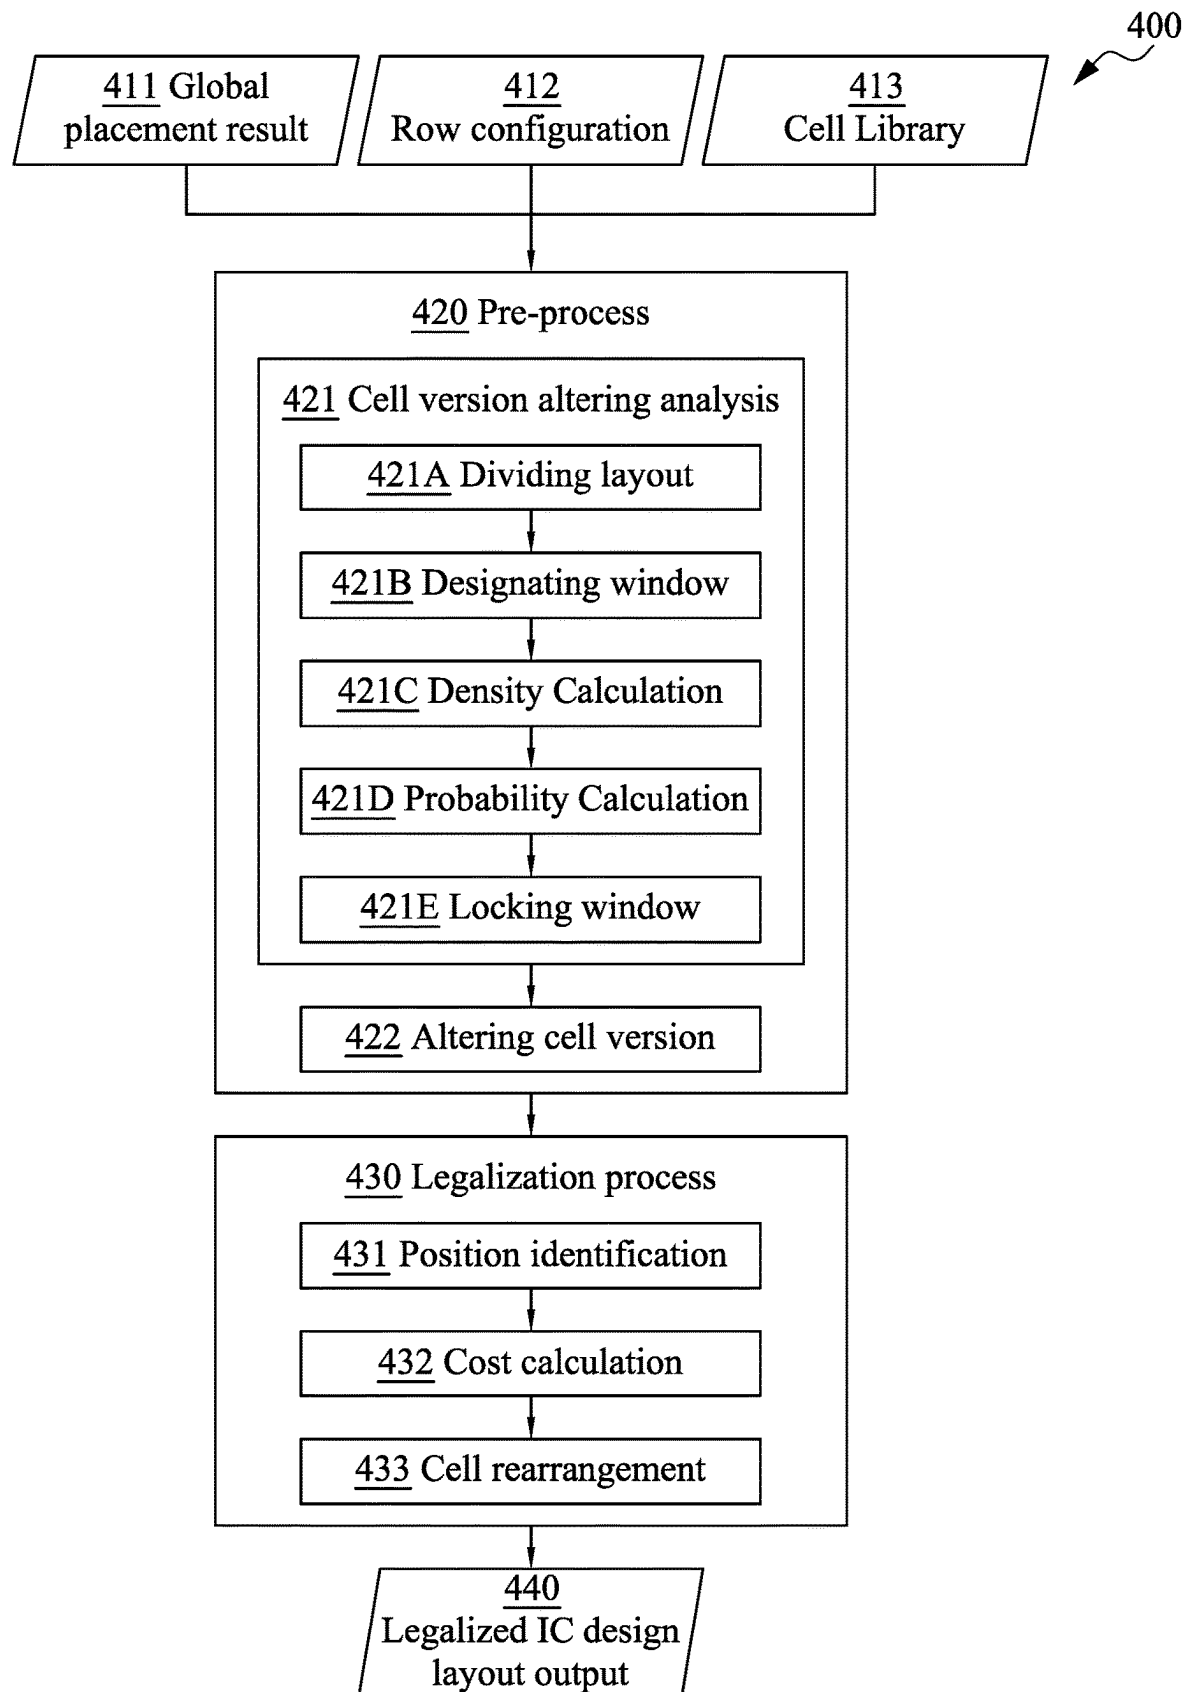 400
411 Global
placement result
412
Row configuration
413
Cell Library
420 Pre-process
421 Cell version altering analysis
421A Dividing layout
421B Designating window
421C Density Calculation
421D Probability Calculation
421E Locking window
422 Altering cell version
430 Legalization process
431 Position identification
432 Cost calculation
433 Cell rearrangement
440
Legalized IC design
layout output